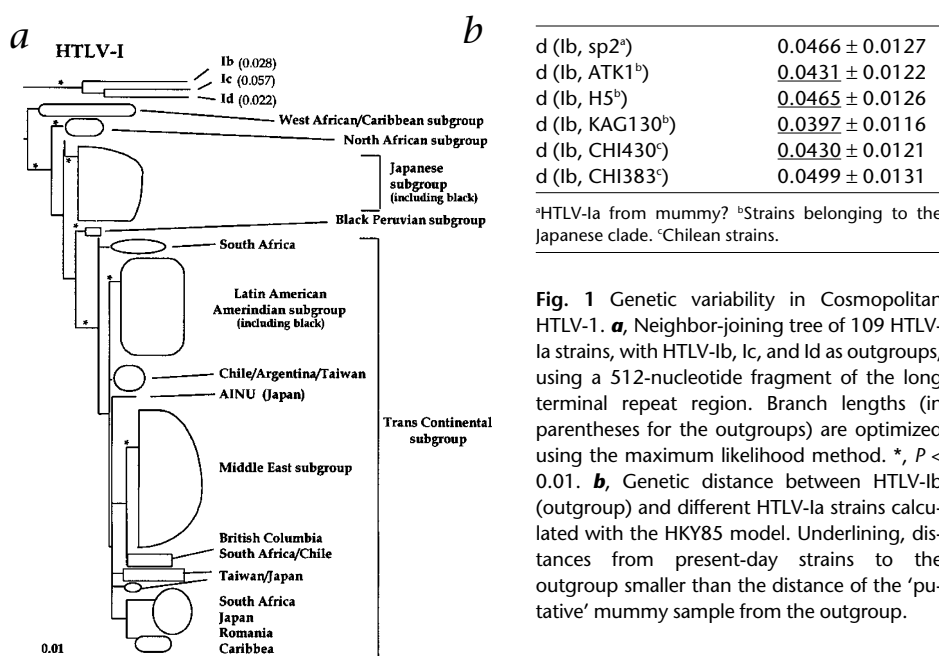 a
HTLV-I
Ib (0.028)
Ic (0.057)
Id (0.022)
West African/Caribbean subgroup
North African subgroup
Japanese
subgroup
(including black)
Black Peruvian subgroup
South Africa
Latin American
Amerindian subgroup
(including black)
Chile/Argentina/Taiwan
AINU (Japan)
Trans Continental
subgroup
Middle East subgroup
British Columbia
South Africa/Chile
Taiwan/Japan
South Africa
Japan
Romania
Caribbea
0.01
b
d (Ib, sp2ᵃ) 0.0466 ± 0.0127
d (Ib, ATK1ᵇ) 0.0431 ± 0.0122
d (Ib, H5ᵇ) 0.0465 ± 0.0126
d (Ib, KAG130ᵇ) 0.0397 ± 0.0116
d (Ib, CHI430ᶜ) 0.0430 ± 0.0121
d (Ib, CHI383ᶜ) 0.0499 ± 0.0131
ᵃHTLV-Ia from mummy? ᵇStrains belonging to the
Japanese clade. ᶜChilean strains.
Fig. 1 Genetic variability in Cosmopolitan
HTLV-1. a, Neighbor-joining tree of 109 HTLV-
Ia strains, with HTLV-Ib, Ic, and Id as outgroups,
using a 512-nucleotide fragment of the long
terminal repeat region. Branch lengths (in
parentheses for the outgroups) are optimized
using the maximum likelihood method. *, P <
0.01. b, Genetic distance between HTLV-Ib
(outgroup) and different HTLV-Ia strains calcu-
lated with the HKY85 model. Underlining, dis-
tances from present-day strains to the
outgroup smaller than the distance of the ‘pu-
tative’ mummy sample from the outgroup.